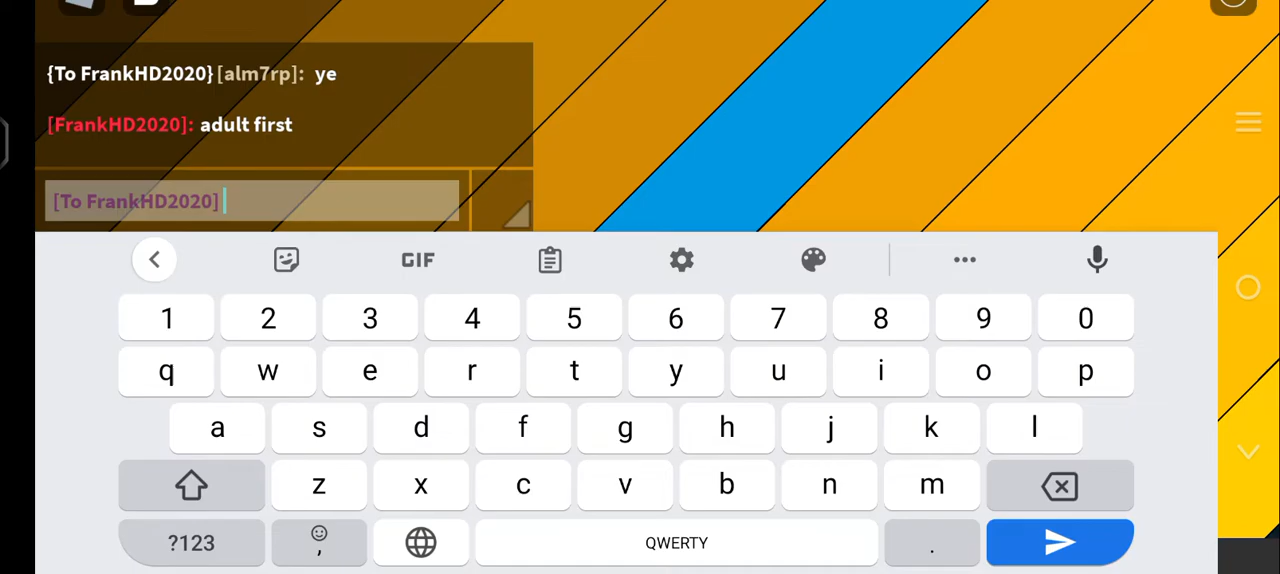 {To FrankHD2020} [alm7rp]: ye
[FrankHD2020]: adult first
[To FrankHD2020]
GIF
1 2 3 4 5 6 7 8 9 0
q w e r t y u i o p
a s d f g h j k l
z x c v b n m
?123 , QWERTY .